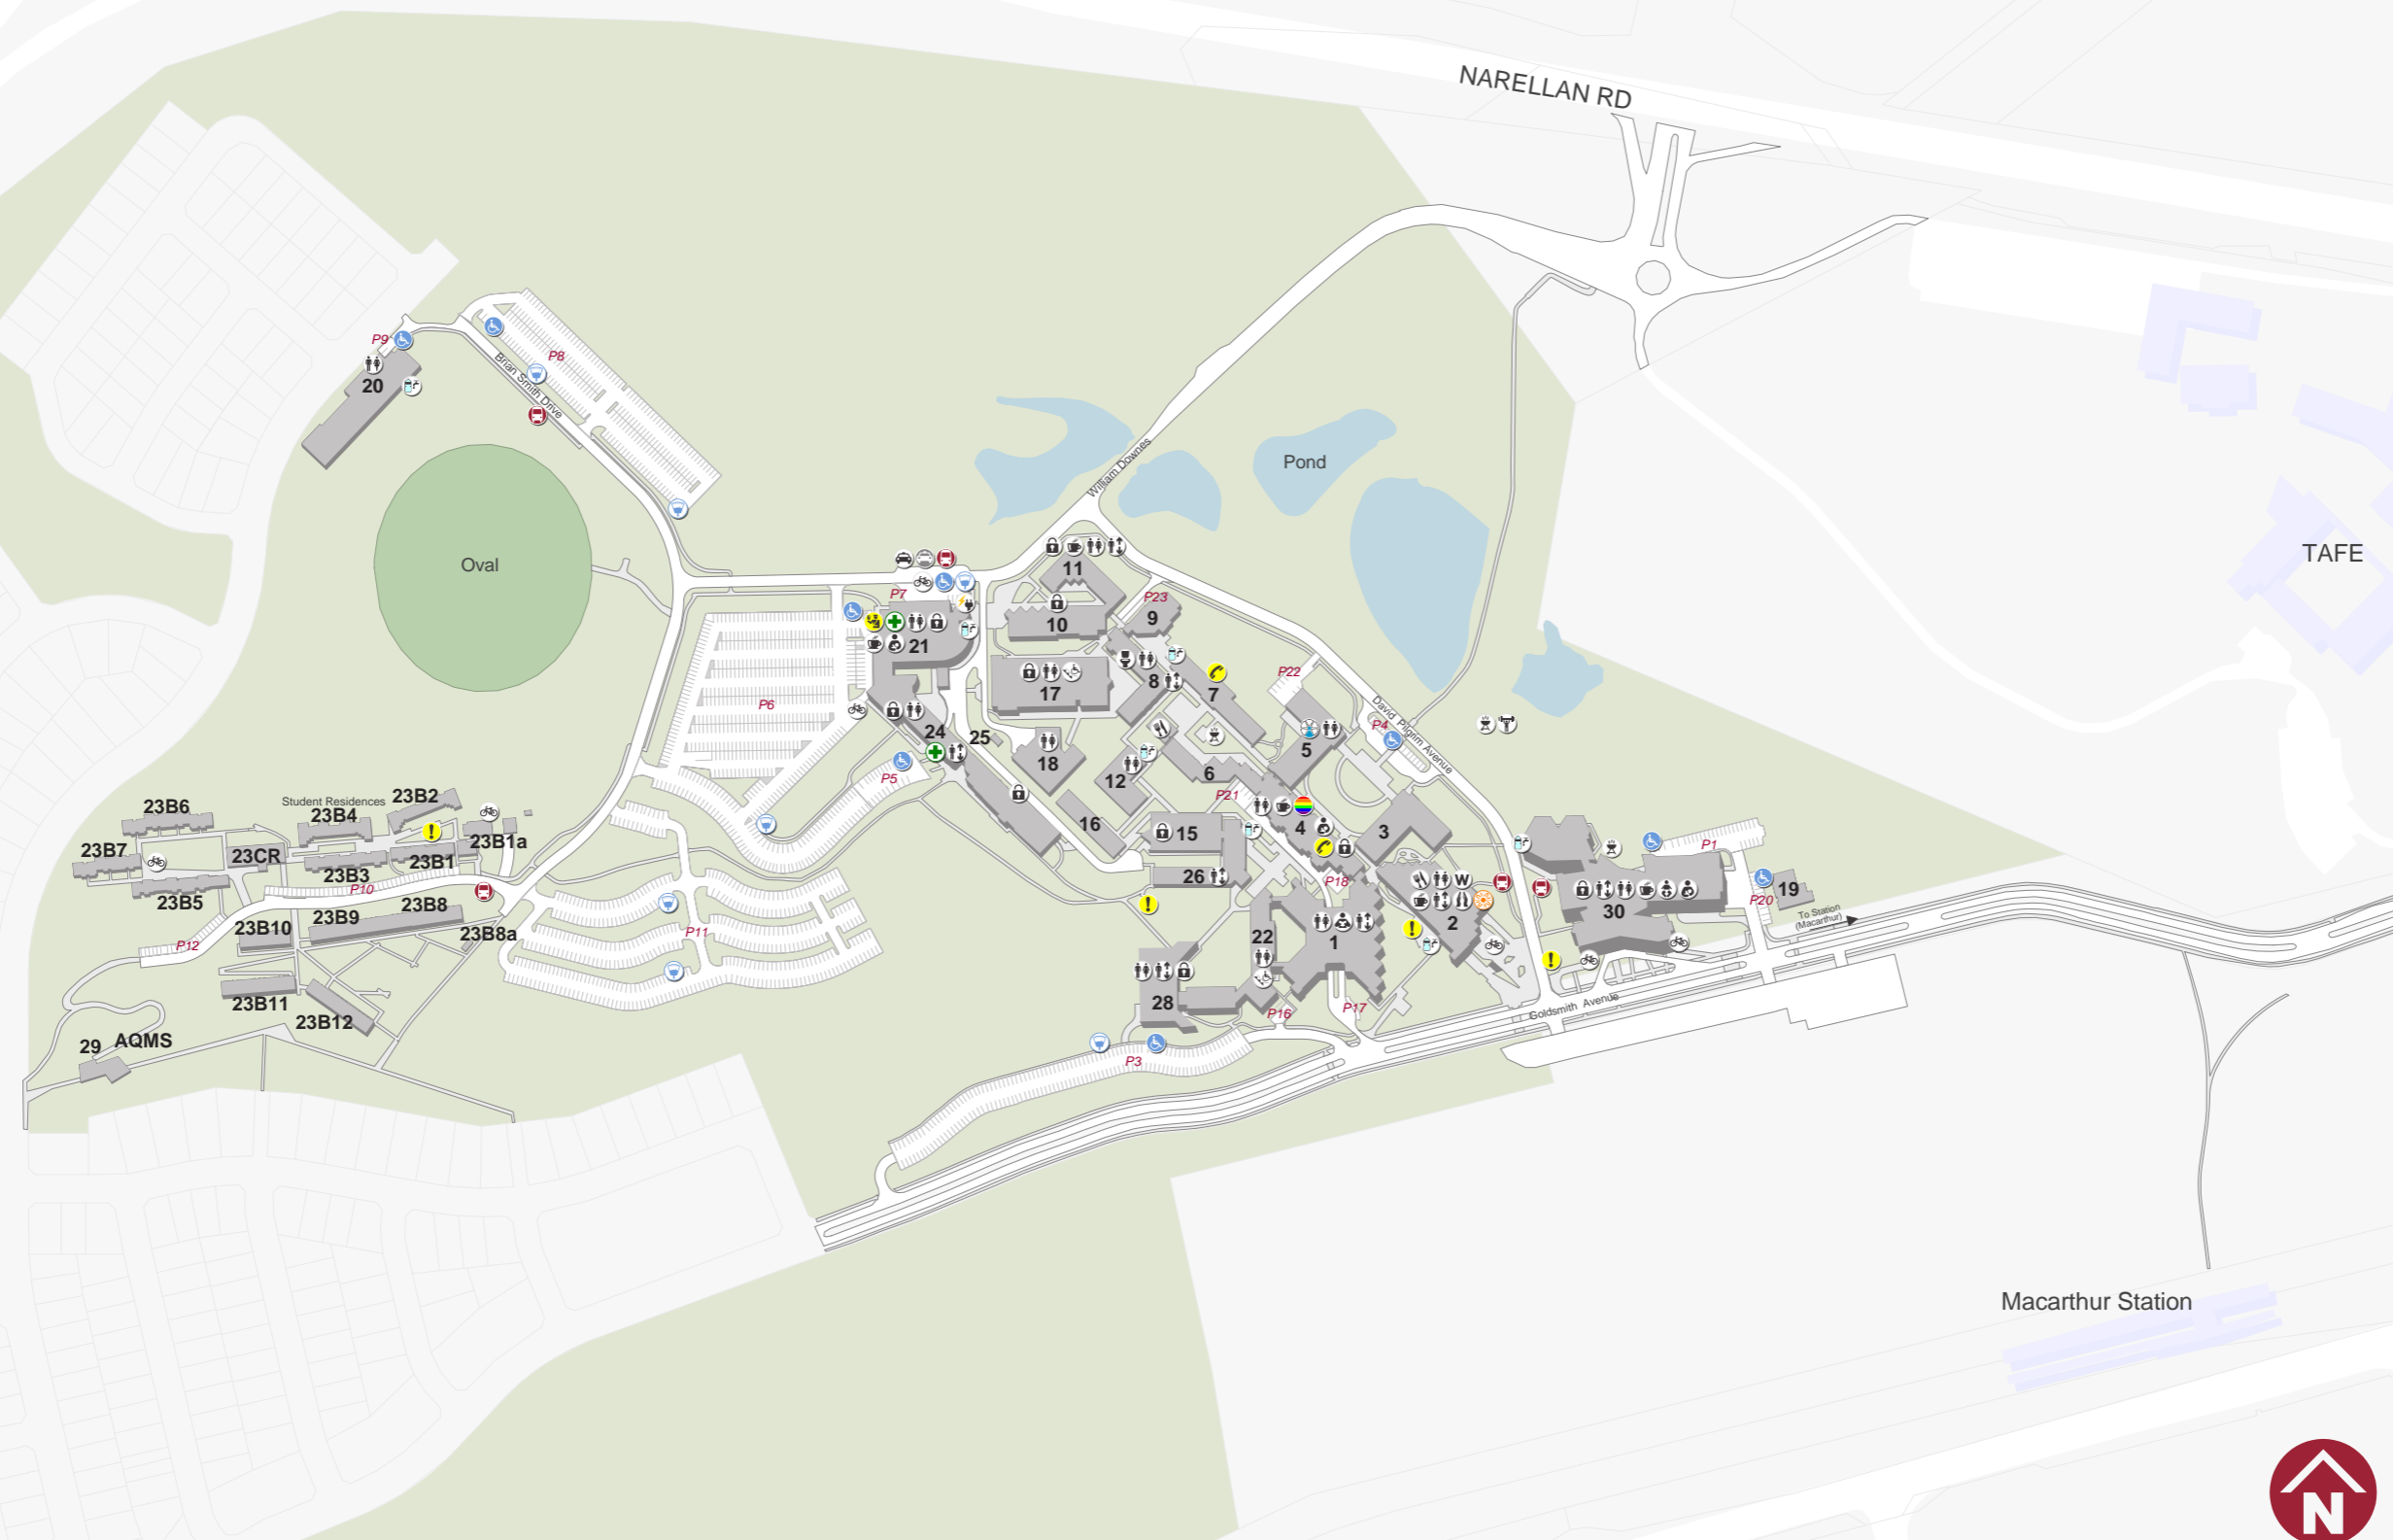 NARELLAN RD
P9
20
P8
Brian Smith Drive
William Downes
Pond
Oval
TAFE
11
P7
P23
10
9
21
17
8
7
P22
P6
24
25
18
5
P4
David Pilgrim Avenue
P5
12
6
P21
16
15
4
3
P1
Student Residences
23B6
23B4
23B2
23B7
23CR
23B3
23B1
23B1a
P10
23B5
26
P18
W
2
30
19
P20
To Station
(Macarthur)
23B10
23B9
23B8
23B8a
P12
P11
22
1
23B11
23B12
28
P16
P17
Goldsmith Avenue
29
AQMS
P3
Macarthur Station
N